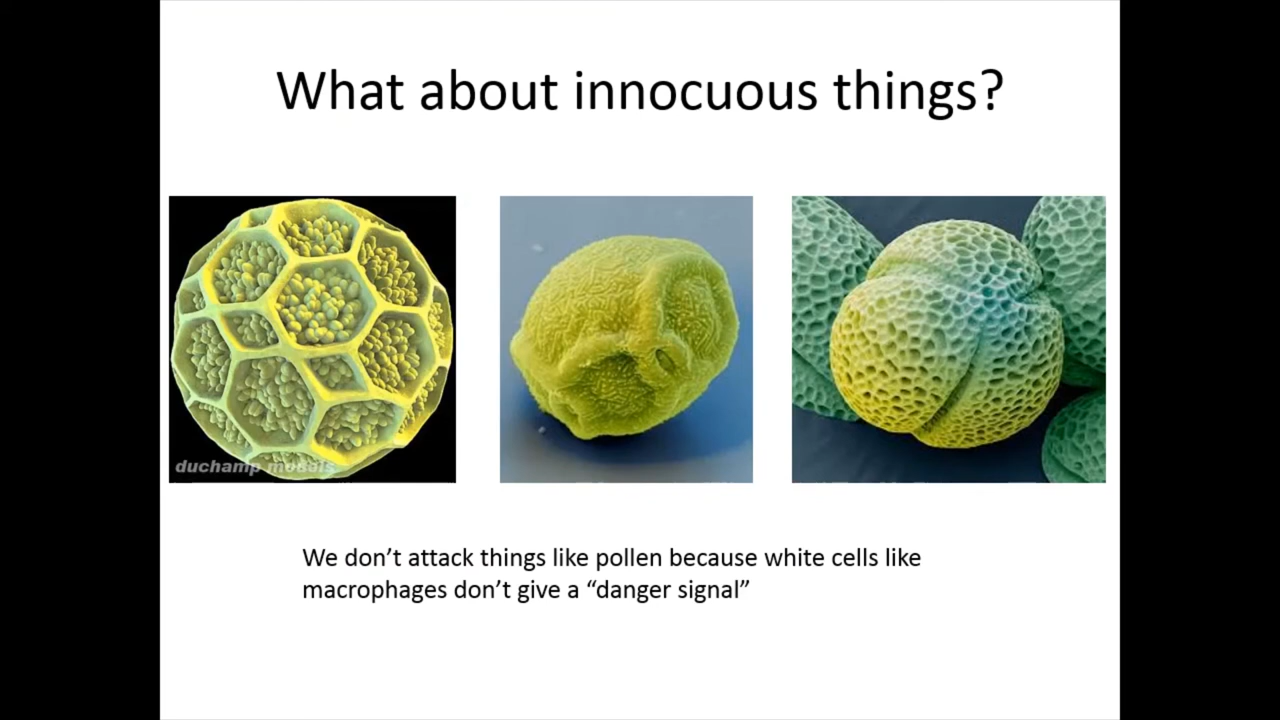 What about innocuous things?
duchamp models
We don’t attack things like pollen because white cells like
macrophages don’t give a “danger signal”